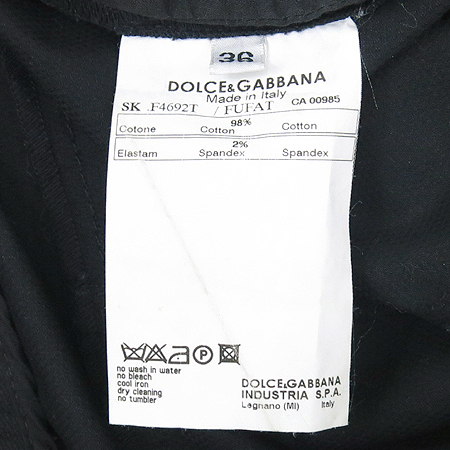 36
DOLCE&GABBANA
Made in Italy
SK .F4692T / FUFAT CA 00985
98%
Cotone Cotton Cotton
2%
Elastam Spandex Spandex
A P
no wash in water
no bleach
cool iron
dry cleaning
no tumbler
DOLCE&GABBANA
INDUSTRIA S.P.A.
Legnano (MI) Italy